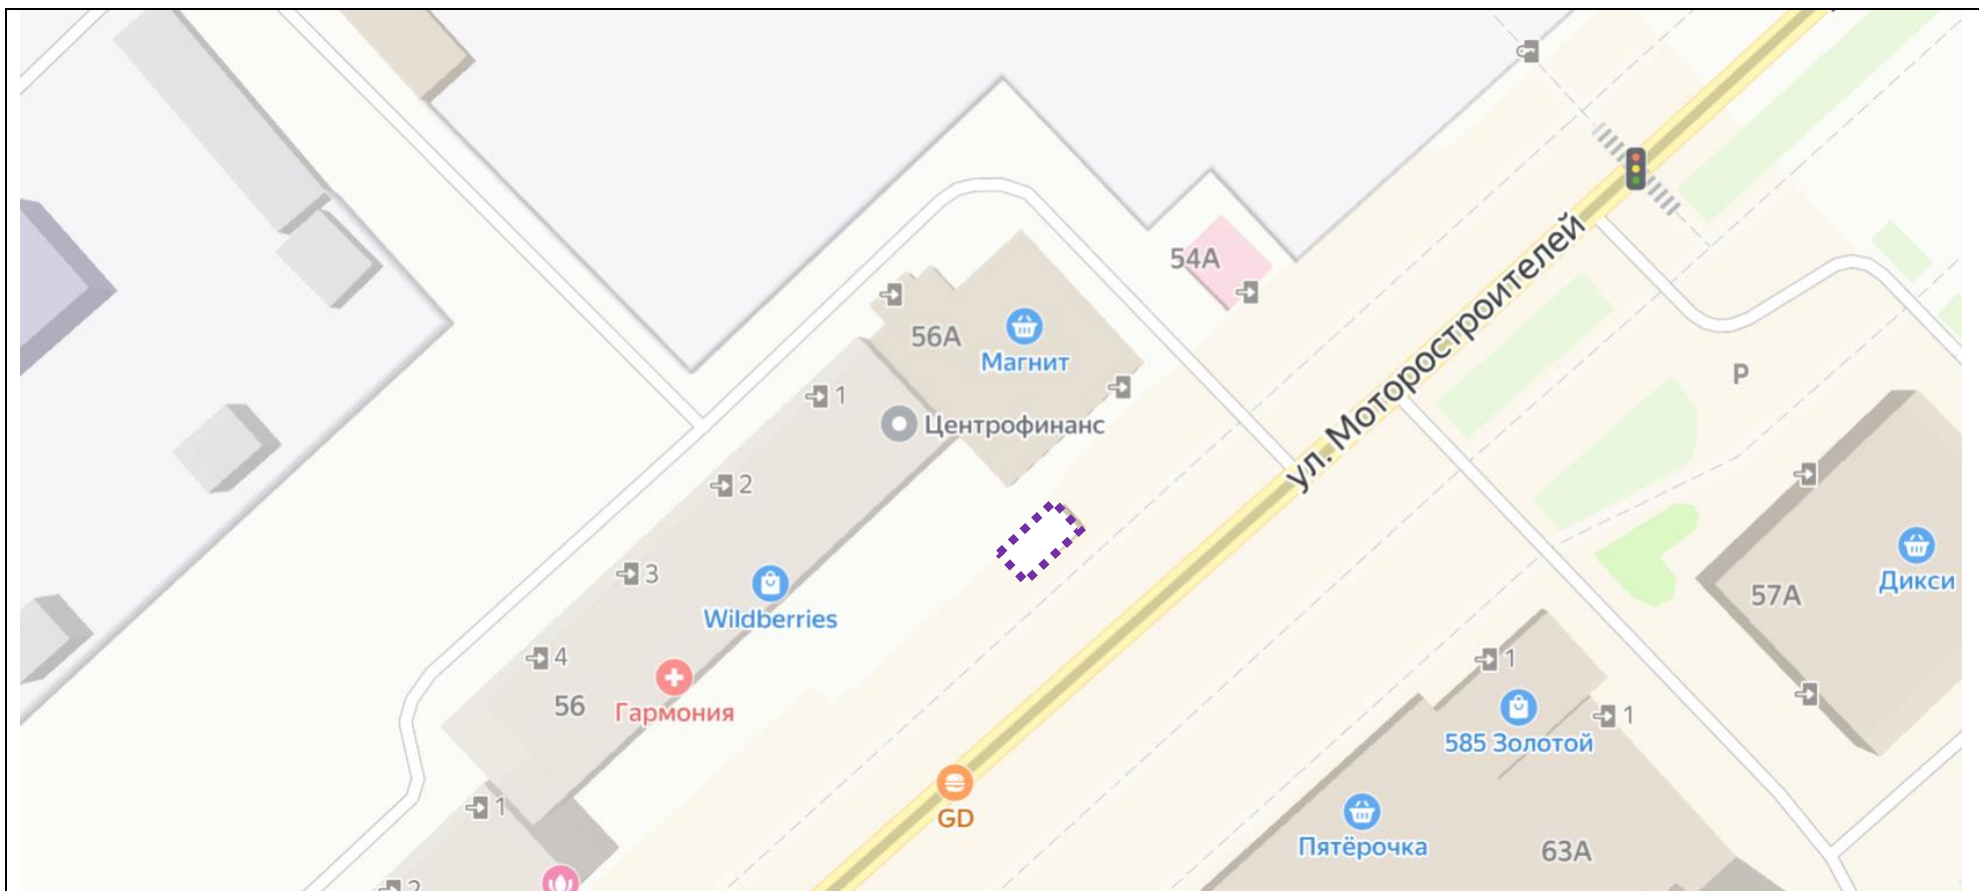 54А
ул. Моторостроителей
56А
Магнит
P
1
Центрофинанс
2
3
Wildberries
57А
Дикси
4
56
Гармония
1
1
585 Золотой
1
GD
Пятёрочка
63А
2